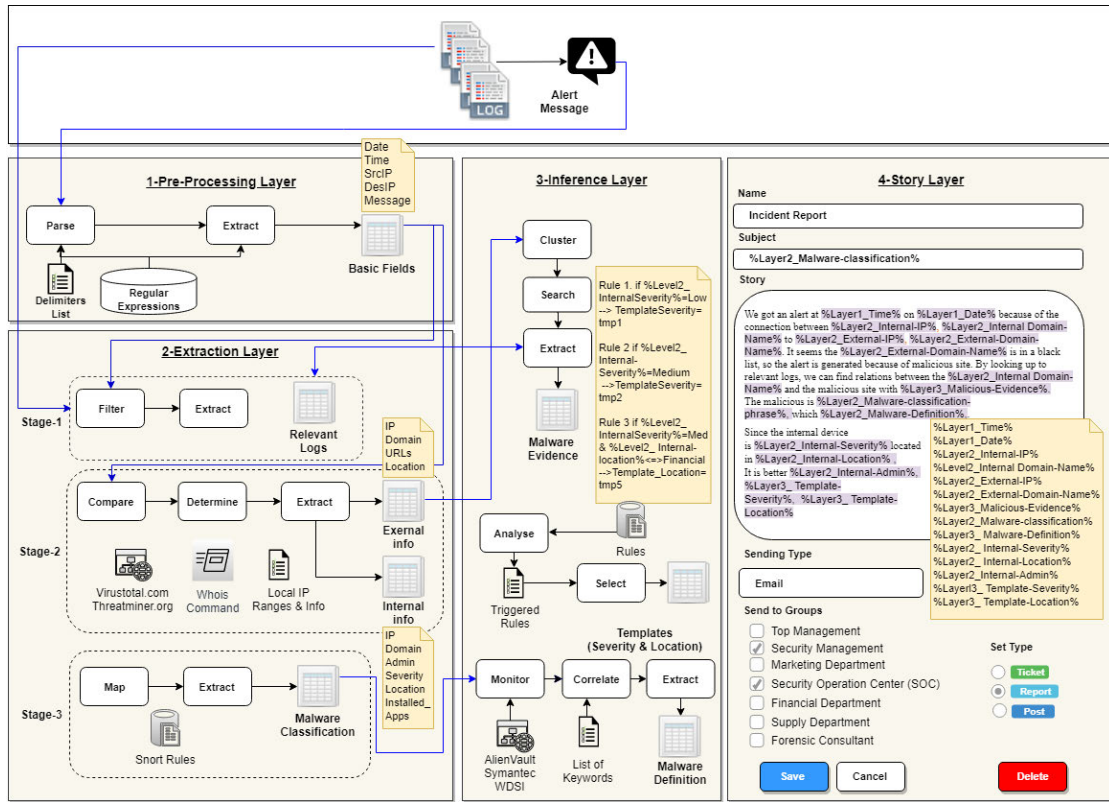 LOG
Alert
Message
1-Pre-Processing Layer
Date
Time
SrcIP
DesIP
Message
Parse
Extract
Basic Fields
Delimiters
List
Regular
Expressions
2-Extraction Layer
Stage-1
Filter
Extract
Relevant
Logs
Stage-2
IP
Domain
URLs
Location
Compare
Determine
Extract
Exernal
info
Internal
info
Virustotal.com
Threatminer.org
Whois
Command
Local IP
Ranges & Info
Stage-3
IP
Domain
Admin
Severity
Location
Installed_
Apps
Map
Extract
Malware
Classification
Snort Rules
3-Inference Layer
Cluster
Search
Extract
Malware
Evidence
Rule 1. if %Level2_
InternalSeverity%=Low
--> TemplateSeverity=
tmp1
Rule 2 if %Level2_
Internal-
Severity%=Medium
-->TemplateSeverity=
tmp2
Rule 3 if %Level2_
InternalSeverity%=Med
& %Level2_ Internal-
location%<=>Financial
-->Template_Location=
tmp5
Analyse
Rules
Triggered
Rules
Select
Templates
(Severity & Location)
Monitor
Correlate
Extract
AlienVault
Symantec
WDSI
List of
Keywords
Malware
Definition
4-Story Layer
Name
Incident Report
Subject
%Layer2_Malware-classification%
Story
We got an alert at %Layer1_Time% on %Layer1_Date% because of the
connection between %Layer2_Internal-IP%, %Layer2_Internal Domain-
Name% to %Layer2_External-IP%, %Layer2_External-Domain-
Name%. It seems the %Layer2_External-Domain-Name% is in a black
list, so the alert is generated because of malicious site. By looking up to
relevant logs, we can find relations between the %Layer2_Internal Domain-
Name% and the malicious site with %Layer3_Malicious-Evidence%.
The malicious is %Layer2_Malware-classification-
phrase%, which %Layer2_Malware-Definition%.
Since the internal device
is %Layer2_Internal-Severity% located
in %Layer2_Internal-Location% ,
It is better %Layer2_Internal-Admin%,
%Layer3_ Template-
Severity%, %Layer3_ Template-
Location%
%Layer1_Time%
%Layer1_Date%
%Layer2_Internal-IP%
%Level2_Internal Domain-Name%
%Layer2_External-IP%
%Layer2_External-Domain-Name%
%Layer3_Malicious-Evidence%
%Layer2_Malware-classification%
%Layer3_ Malware-Definition%
%Layer2_ Internal-Severity%
%Layer2_ Internal-Location%
%Layer2_Internal-Admin%
%Layerl3_ Template-Severity%
%Layer3_ Template-Location%
Sending Type
Email
Send to Groups
Top Management
Security Management
Marketing Department
Security Operation Center (SOC)
Financial Department
Supply Department
Forensic Consultant
Set Type
Ticket
Report
Post
Save
Cancel
Delete